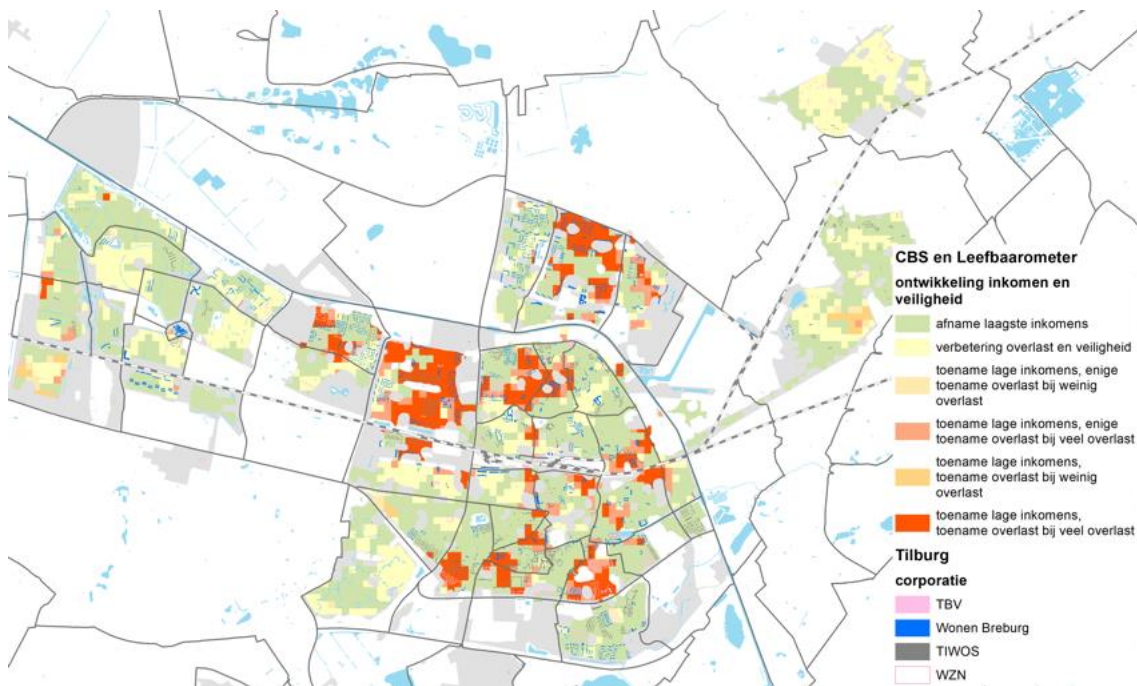 CBS en Leefbaarometer
ontwikkeling inkomen en
veiligheid
afname laagste inkomens
verbetering overlast en veiligheid
toename lage inkomens, enige
toename overlast bij weinig
overlast
toename lage inkomens, enige
toename overlast bij veel overlast
toename lage inkomens,
toename overlast bij weinig
overlast
toename lage inkomens,
toename overlast bij veel overlast
Tilburg
corporatie
TBV
Wonen Breburg
TIWOS
WZN